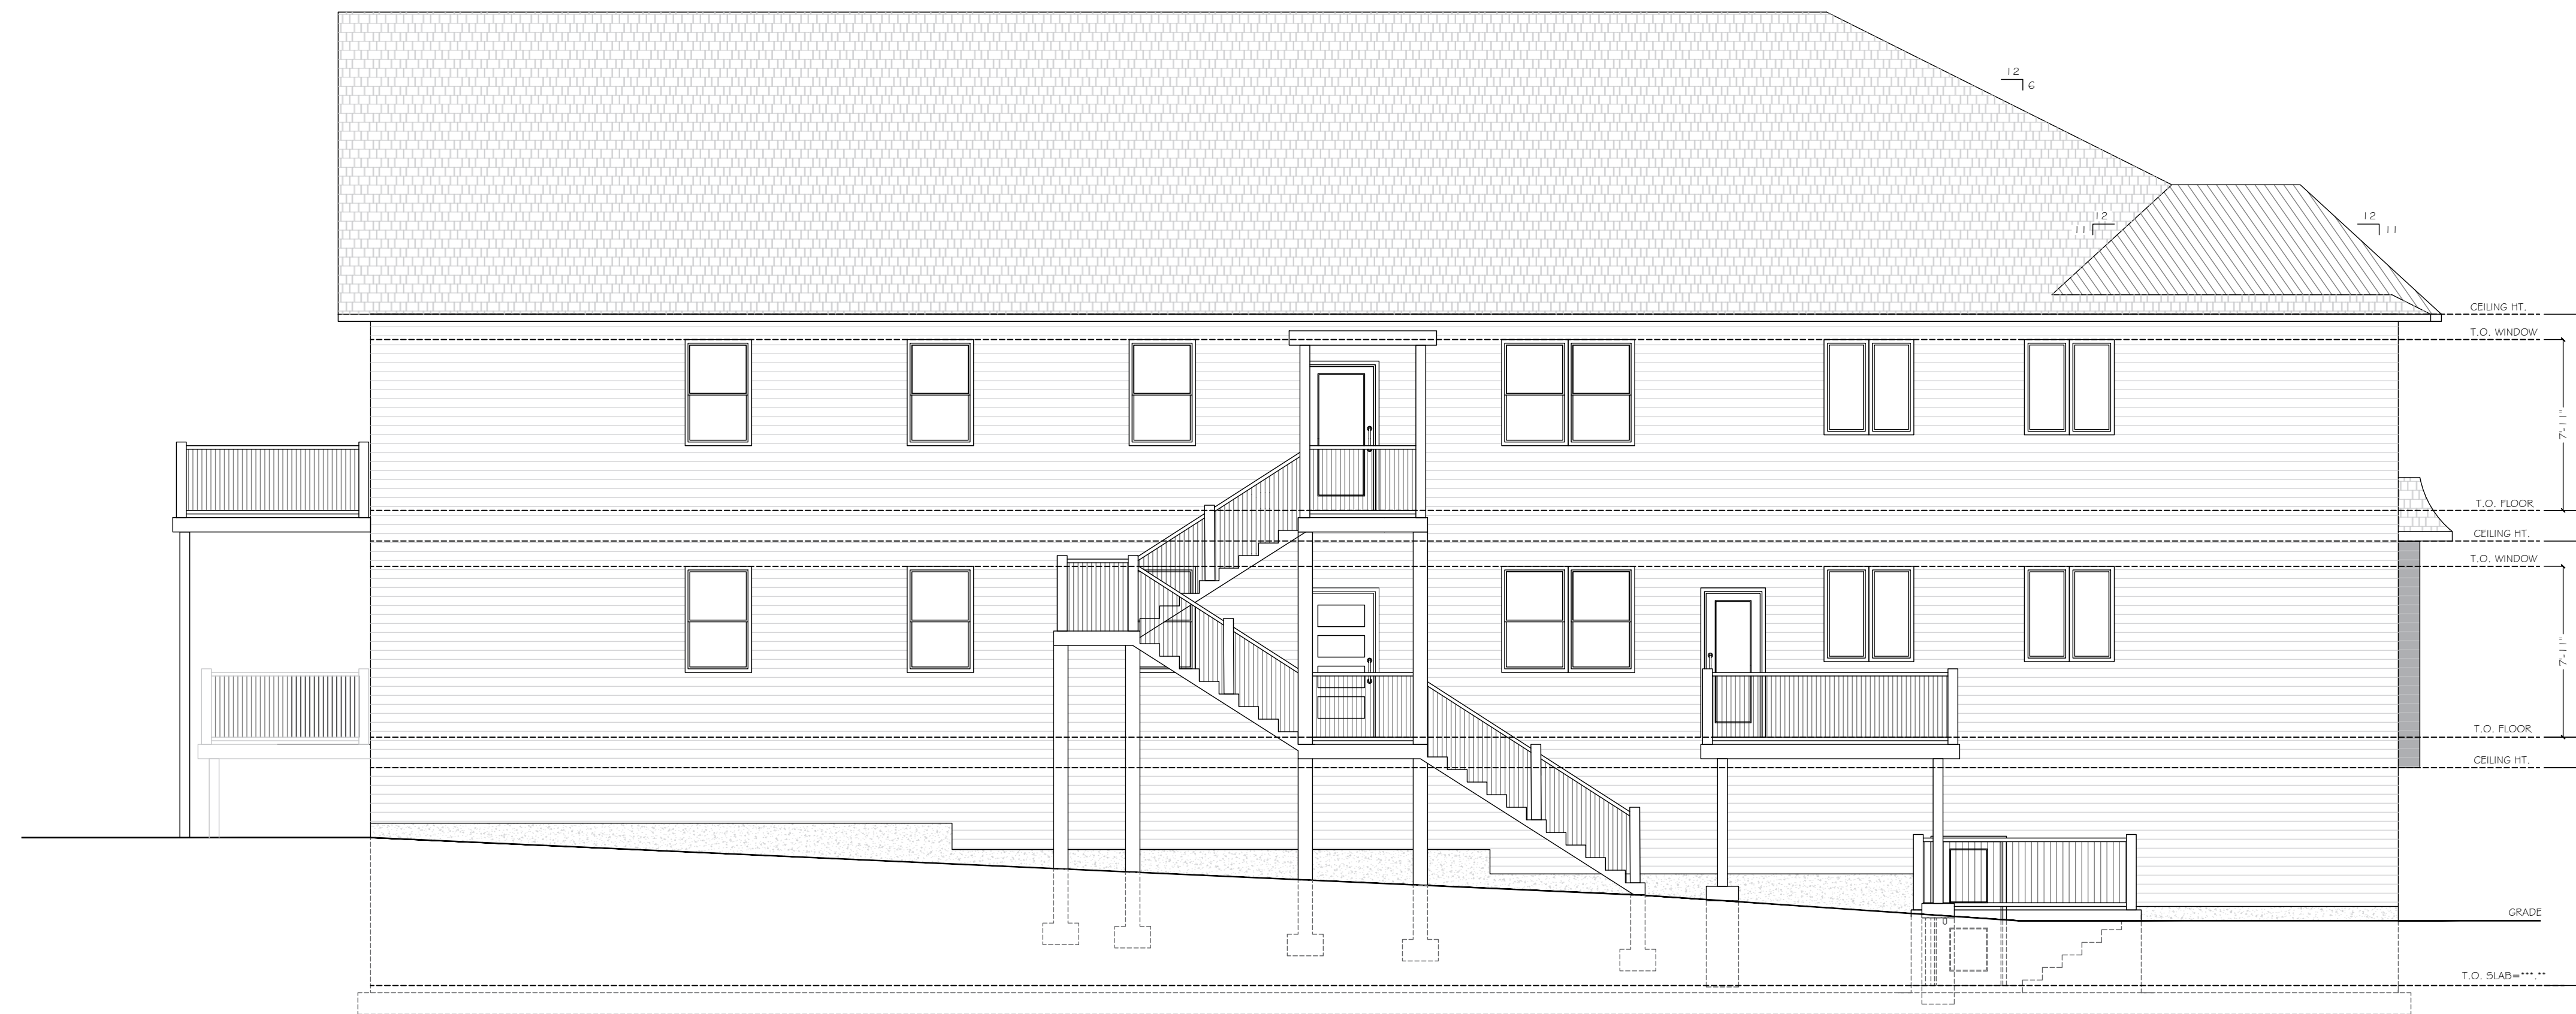 12
6
12
11
12
11
CEILING HT.
T.O. WINDOW
7'-11"
T.O. FLOOR
CEILING HT.
T.O. WINDOW
7'-11"
T.O. FLOOR
CEILING HT.
GRADE
T.O. SLAB=***.**